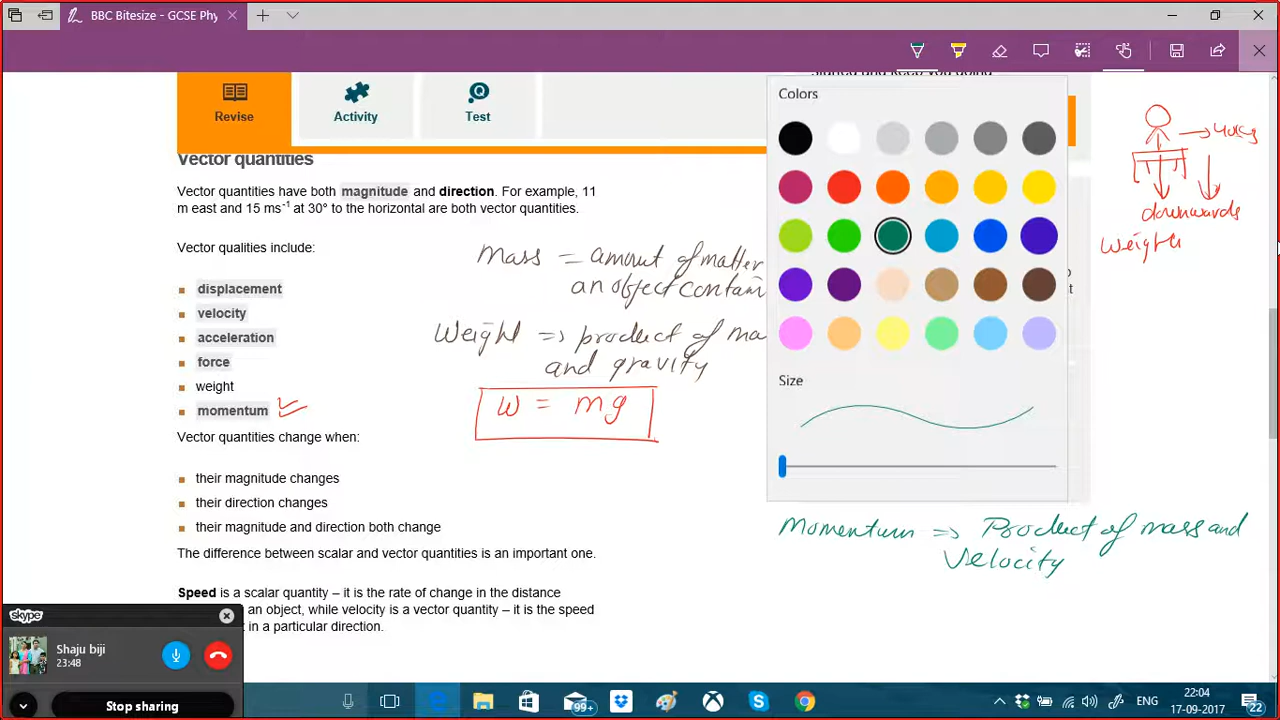 BBC Bitesize - GCSE Phy
Revise
Activity
Test
Colors
Vector quantities
Vector quantities have both magnitude and direction. For example, 11
m east and 15 ms-1 at 30° to the horizontal are both vector quantities.
Vector qualities include:
displacement
velocity
acceleration
force
weight
momentum
Vector quantities change when:
their magnitude changes
their direction changes
their magnitude and direction both change
The difference between scalar and vector quantities is an important one.
Speed is a scalar quantity – it is the rate of change in the distance
an object, while velocity is a vector quantity – it is the speed
in a particular direction.
Mass = amount of matter
an object contain
Weight => product of ma
and gravity
w = mg
Size
40kg
downwards
Weight
Momentum => Product of mass and
Velocity
skype
Shaju biji
23:48
Stop sharing
99+
ENG
22:04
17-09-2017
22